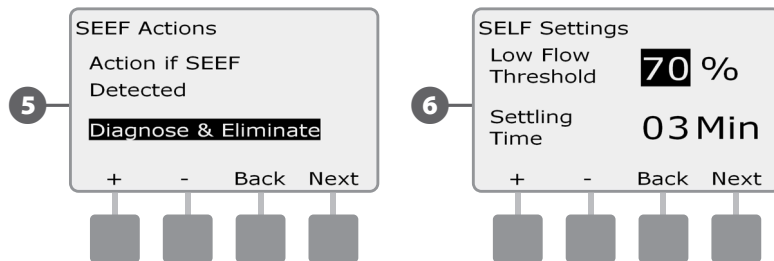 5
SEEF Actions
Action if SEEF
Detected
Diagnose & Eliminate
+ - Back Next
6
SELF Settings
Low Flow
Threshold 70 %
Settling
Time 03 Min
+ - Back Next